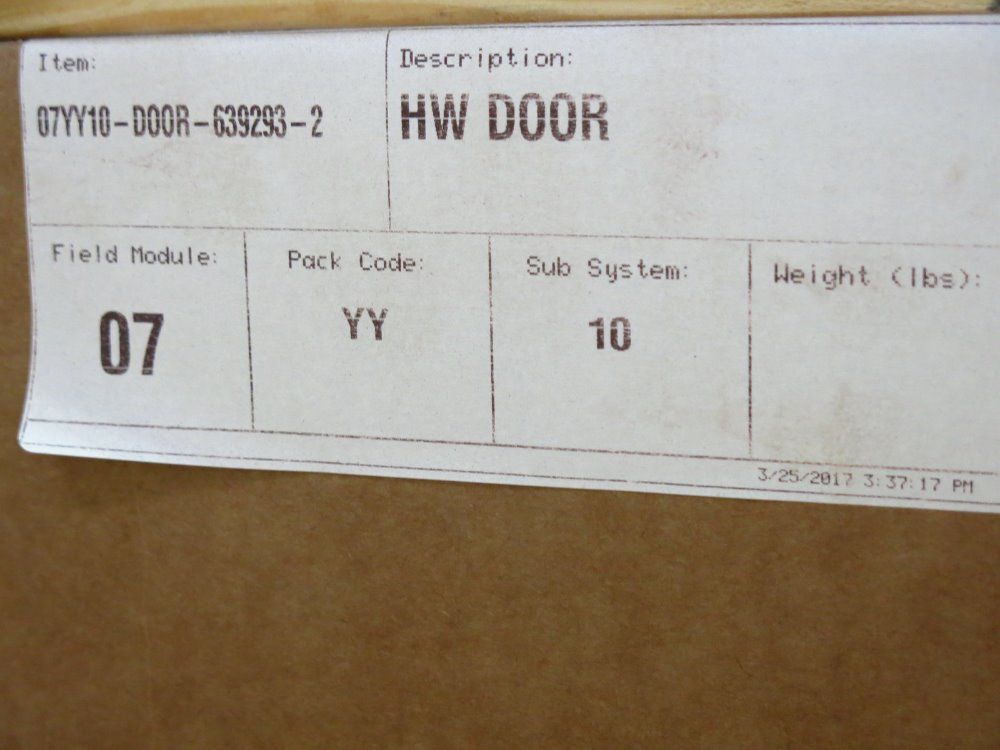 Item:
07YY10-DOOR-639293-2
Description:
HW DOOR
Field Module:
07
Pack Code:
YY
Sub System:
10
Weight (lbs):
3/25/2017 3:37:17 PM